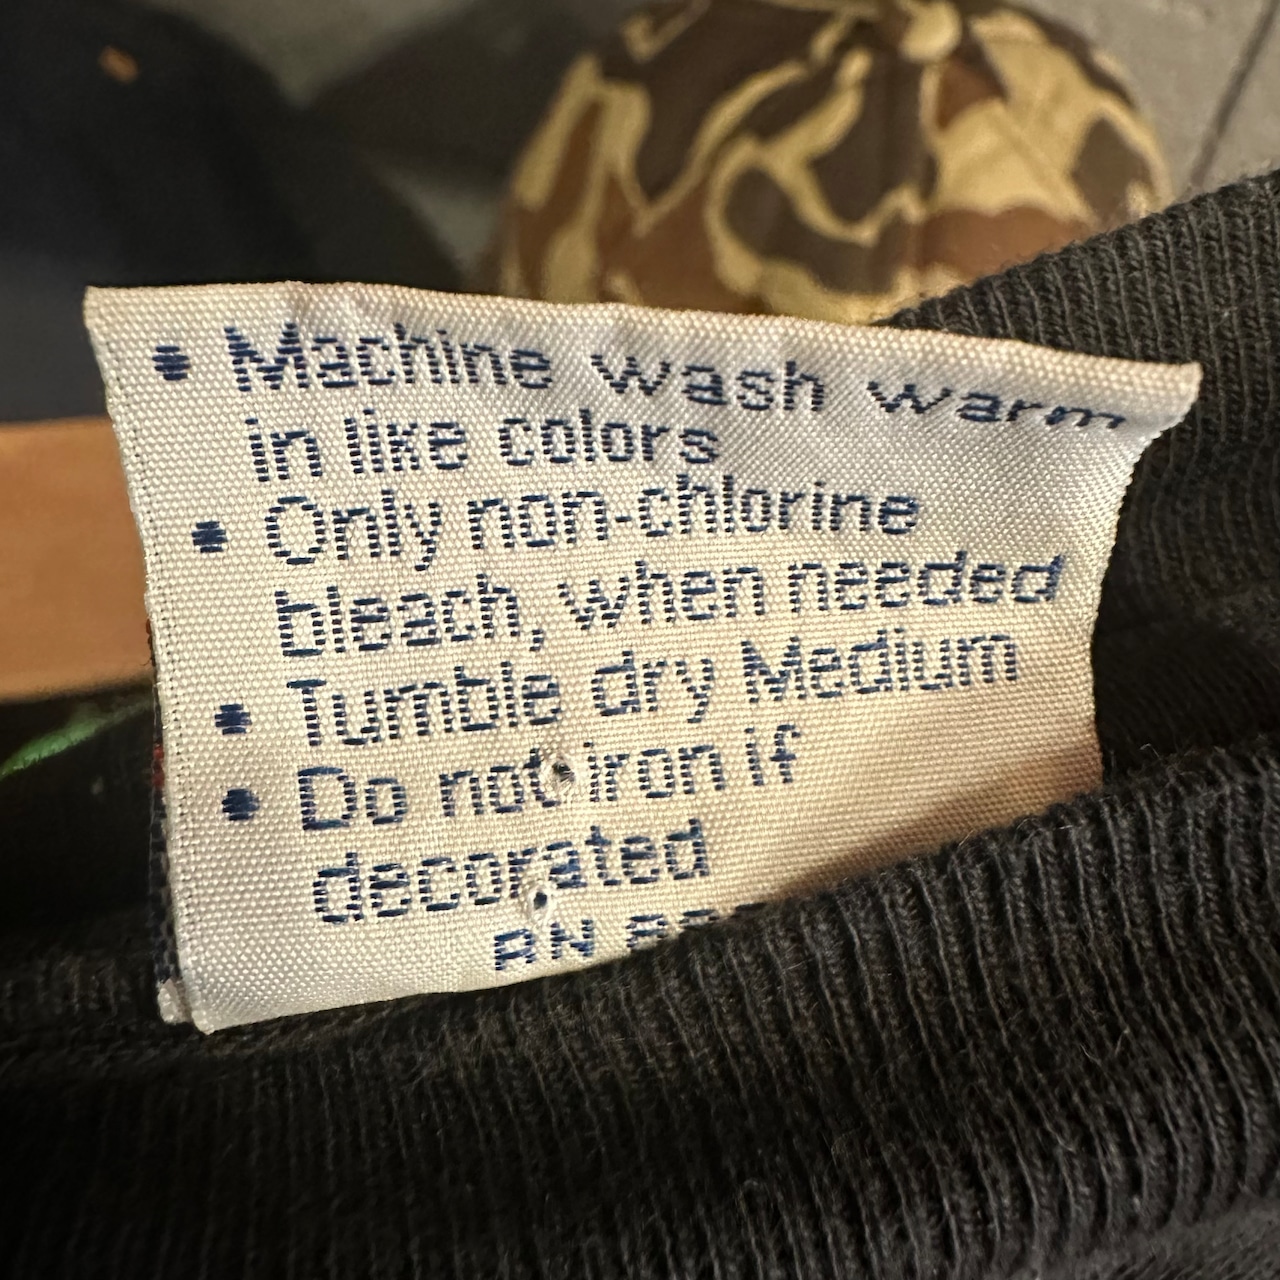 • Machine wash warm
in like colors
• Only non-chlorine
bleach, when needed
• Tumble dry Medium
• Do not iron if
decorated
RN